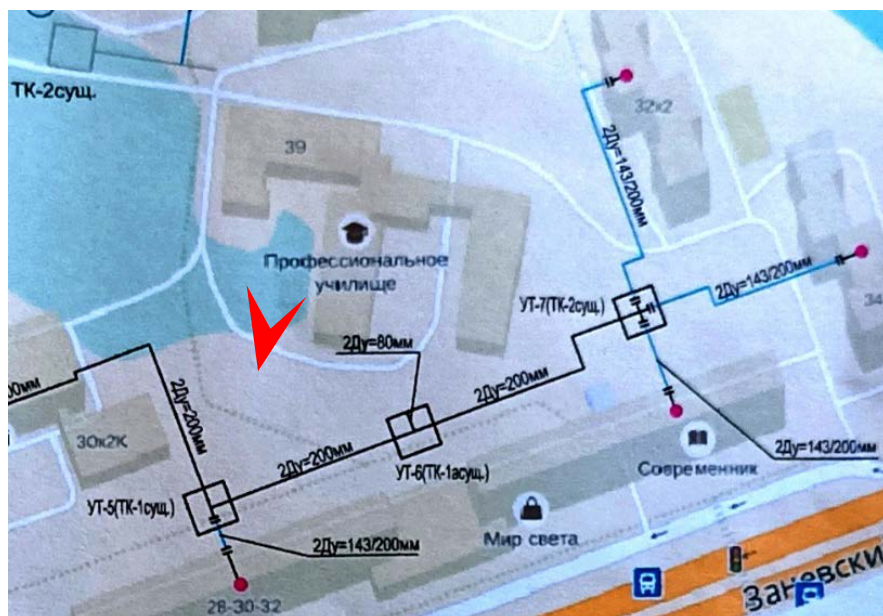 ТК-2сущ.
39
32к2
2Ду=143/200мм
Профессиональное
училище
2Ду=143/200мм
УТ-7(ТК-2сущ.)
34
2Ду=80мм
00мм
2Ду=200мм
2Ду=200мм
30к2К
2Ду=200мм
УТ-6(ТК-1асущ.)
Современник
2Ду=143/200мм
УТ-5(ТК-1сущ.)
Мир света
2Ду=143/200мм
28-30-32
Заневски